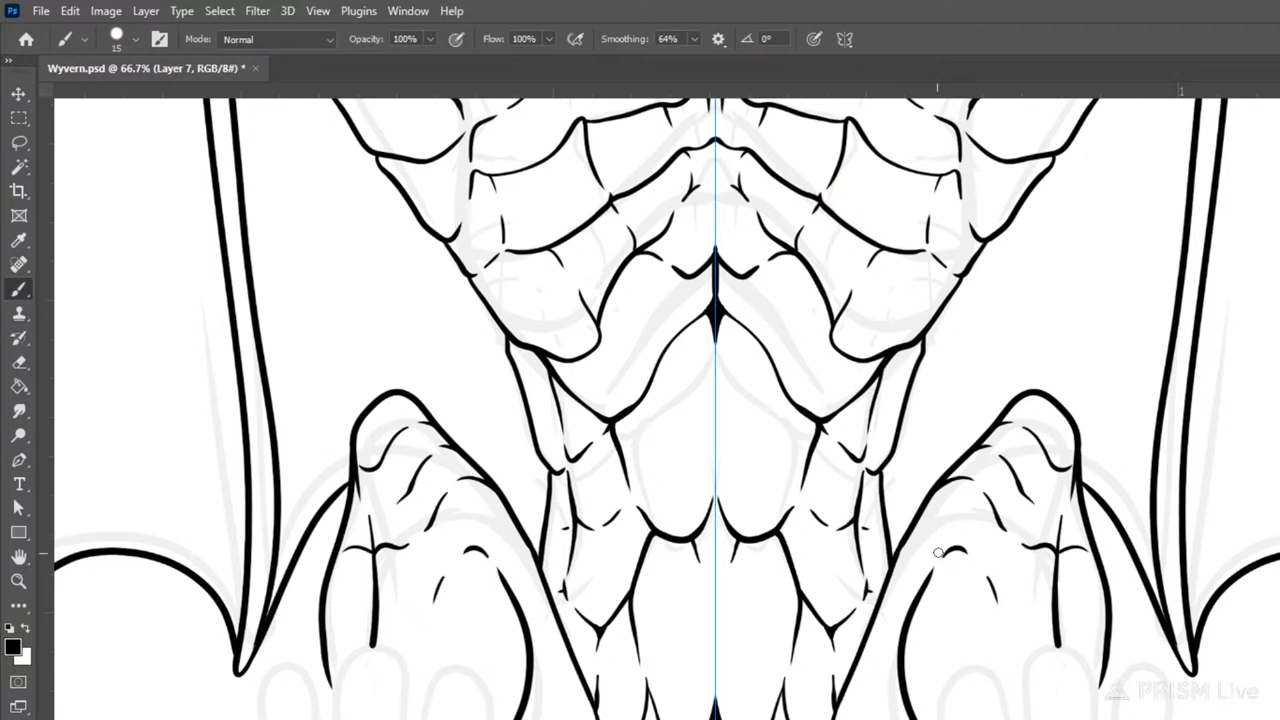 Ps File Edit Image Layer Type Select Filter 3D View Plugins Window Help
15 Mode: Normal Opacity: 100% Flow: 100% Smoothing: 64% 0°
Wyvern.psd @ 66.7% (Layer 7, RGB/8#) * ×
1
T
PRISM Live